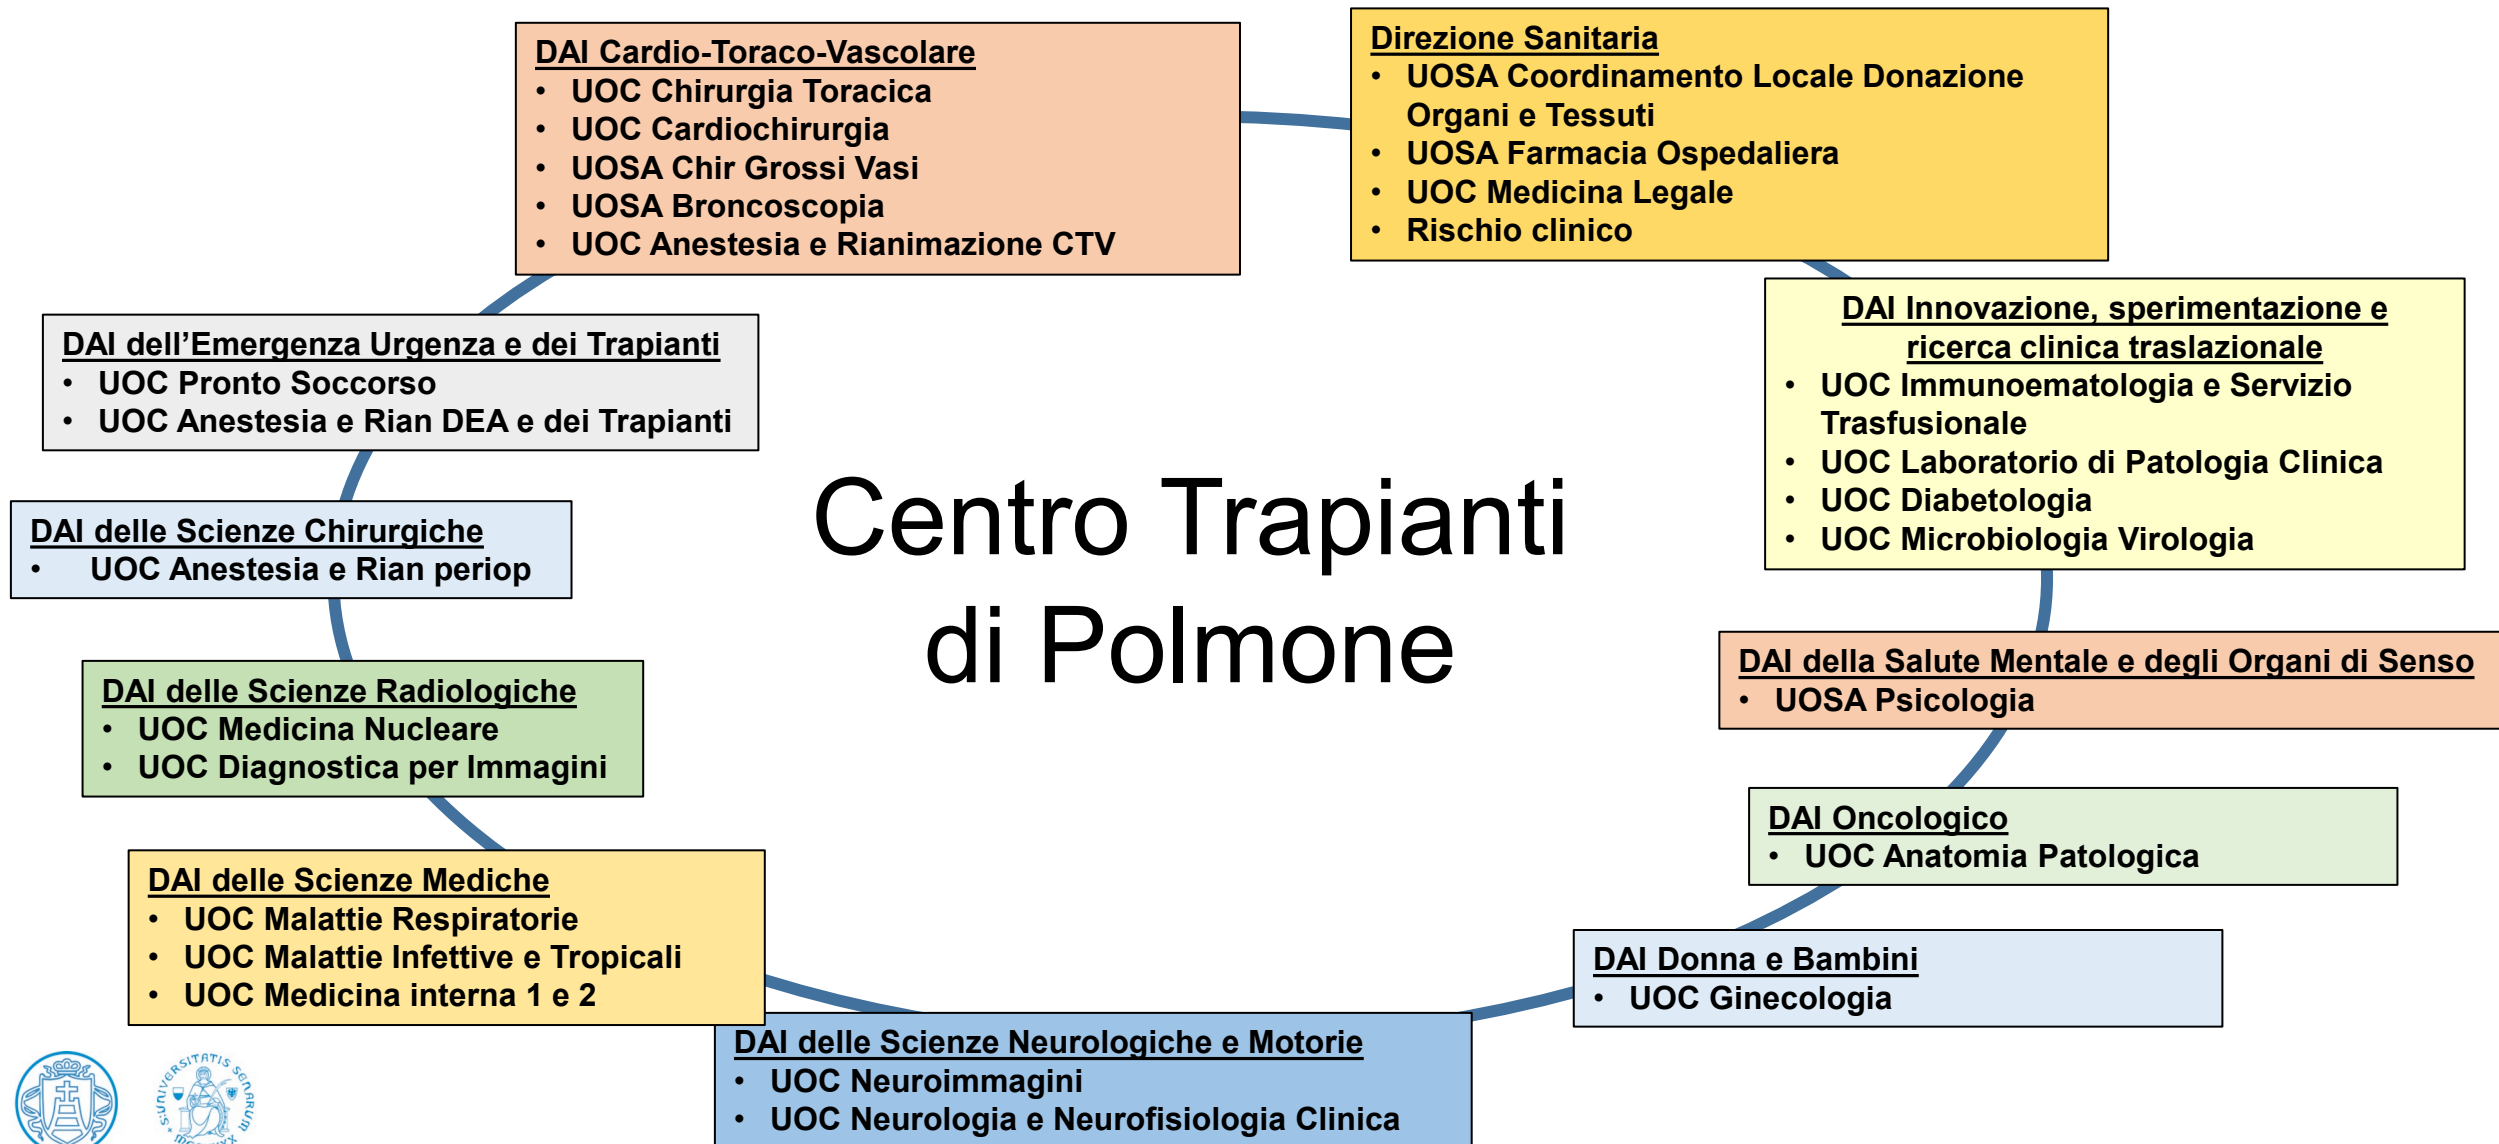 DAI Cardio-Toraco-Vascolare
• UOC Chirurgia Toracica
• UOC Cardiochirurgia
• UOSA Chir Grossi Vasi
• UOSA Broncoscopia
• UOC Anestesia e Rianimazione CTV
Direzione Sanitaria
• UOSA Coordinamento Locale Donazione
Organi e Tessuti
• UOSA Farmacia Ospedaliera
• UOC Medicina Legale
• Rischio clinico
DAI Innovazione, sperimentazione e
ricerca clinica traslazionale
• UOC Immunoematologia e Servizio
Trasfusionale
• UOC Laboratorio di Patologia Clinica
• UOC Diabetologia
• UOC Microbiologia Virologia
DAI dell’Emergenza Urgenza e dei Trapianti
• UOC Pronto Soccorso
• UOC Anestesia e Rian DEA e dei Trapianti
DAI delle Scienze Chirurgiche
• UOC Anestesia e Rian periop
Centro Trapianti
di Polmone
DAI della Salute Mentale e degli Organi di Senso
• UOSA Psicologia
DAI delle Scienze Radiologiche
• UOC Medicina Nucleare
• UOC Diagnostica per Immagini
DAI Oncologico
• UOC Anatomia Patologica
DAI delle Scienze Mediche
• UOC Malattie Respiratorie
• UOC Malattie Infettive e Tropicali
• UOC Medicina interna 1 e 2
DAI Donna e Bambini
• UOC Ginecologia
DAI delle Scienze Neurologiche e Motorie
• UOC Neuroimmagini
• UOC Neurologia e Neurofisiologia Clinica
S.UNIVERSITATIS SENARUM